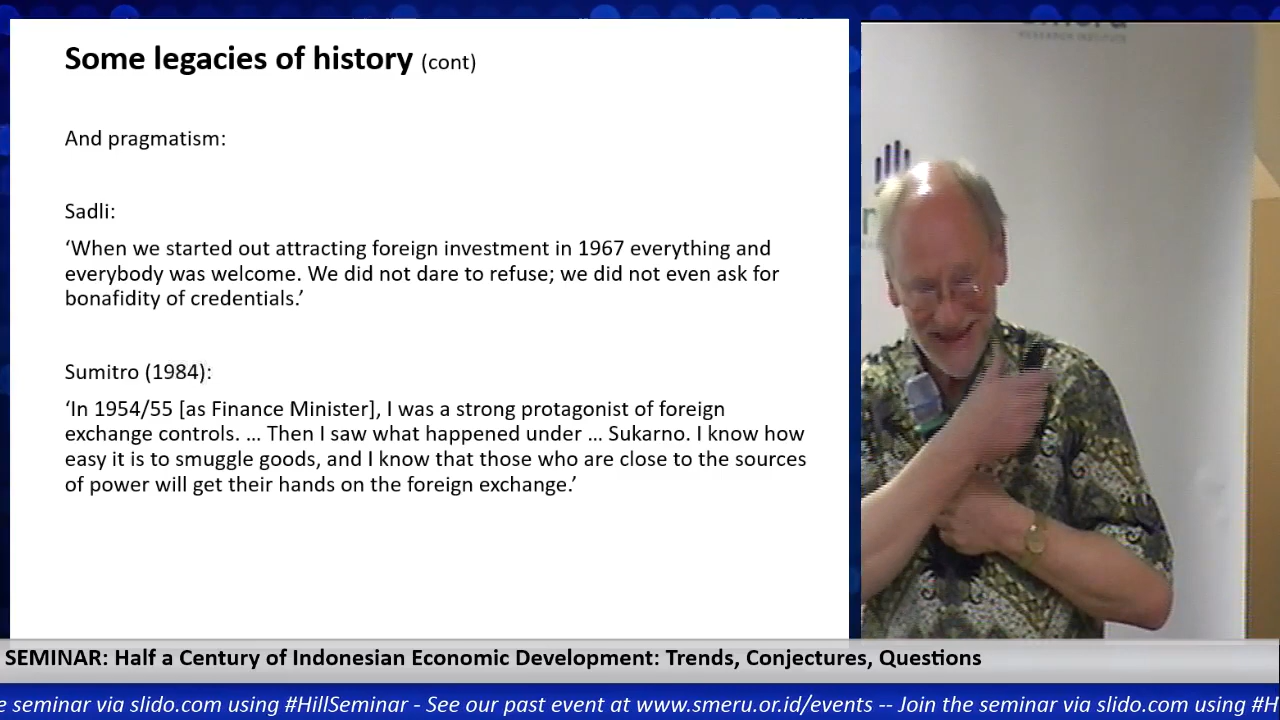 Some legacies of history (cont)
And pragmatism:
Sadli:
‘When we started out attracting foreign investment in 1967 everything and
everybody was welcome. We did not dare to refuse; we did not even ask for
bonafidity of credentials.’
Sumitro (1984):
‘In 1954/55 [as Finance Minister], I was a strong protagonist of foreign
exchange controls. … Then I saw what happened under … Sukarno. I know how
easy it is to smuggle goods, and I know that those who are close to the sources
of power will get their hands on the foreign exchange.’
RESEARCH INSTITUTE
SEMINAR: Half a Century of Indonesian Economic Development: Trends, Conjectures, Questions
e seminar via slido.com using #HillSeminar - See our past event at www.smeru.or.id/events -- Join the seminar via slido.com using #H